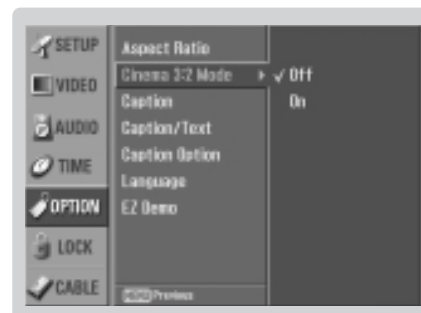 SETUP
VIDEO
AUDIO
TIME
OPTION
LOCK
CABLE
Aspect Ratio
Cinema 3:2 Mode
Caption
Caption/Text
Caption Option
Language
EZ Demo
Previous
√ Off
On